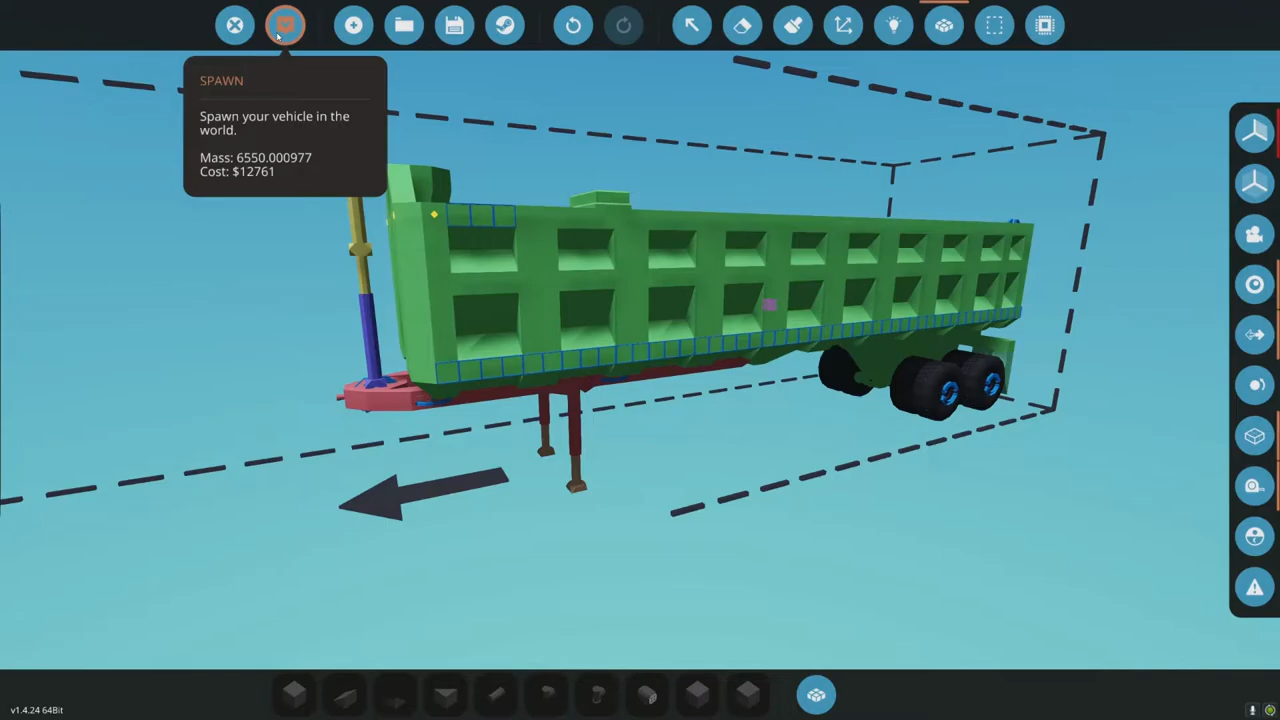 SPAWN
Spawn your vehicle in the
world.
Mass: 6550.000977
Cost: $12761
v1.4.24 64Bit